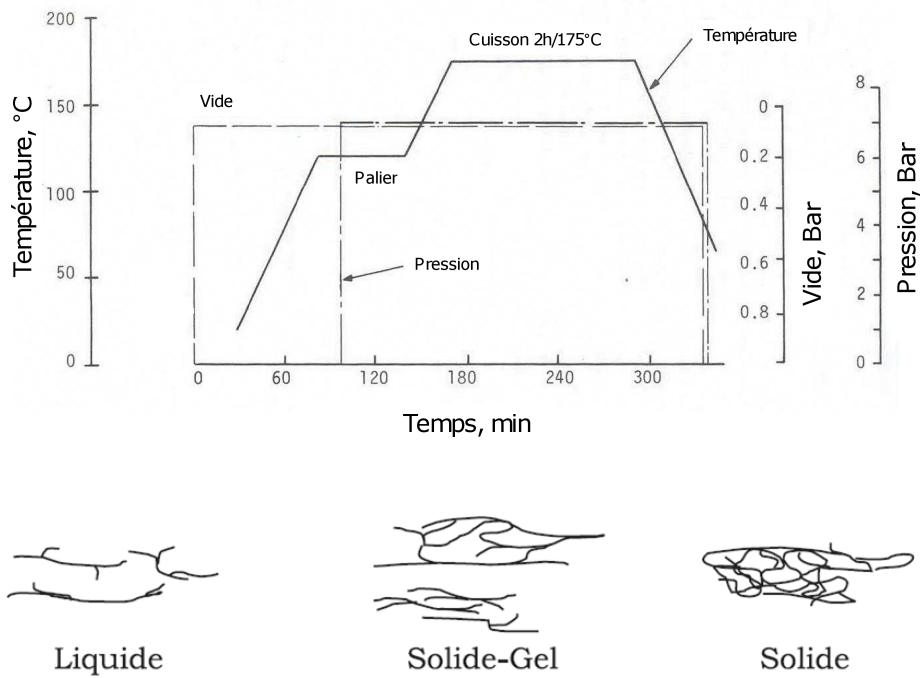 200
150
100
50
0
Température, °C
Cuisson 2h/175°C
Température
Vide
Palier
Pression
0
0.2
0.4
0.6
0.8
Vide, Bar
8
6
4
2
0
Pression, Bar
0 60 120 180 240 300
Temps, min
Liquide Solide-Gel Solide